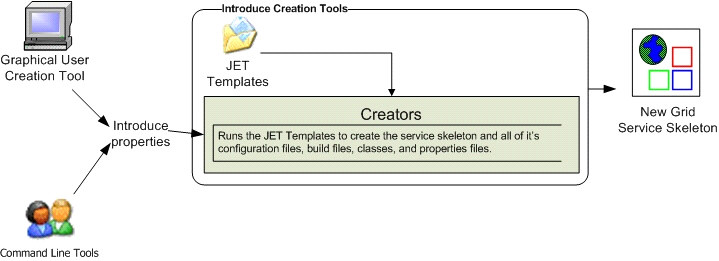 Introduce Creation Tools
Graphical User
Creation Tool
JET
Templates
Creators
Runs the JET Templates to create the service skeleton and all of it's
configuration files, build files, classes, and properties files.
Introduce
properties
New Grid
Service Skeleton
Command Line Tools